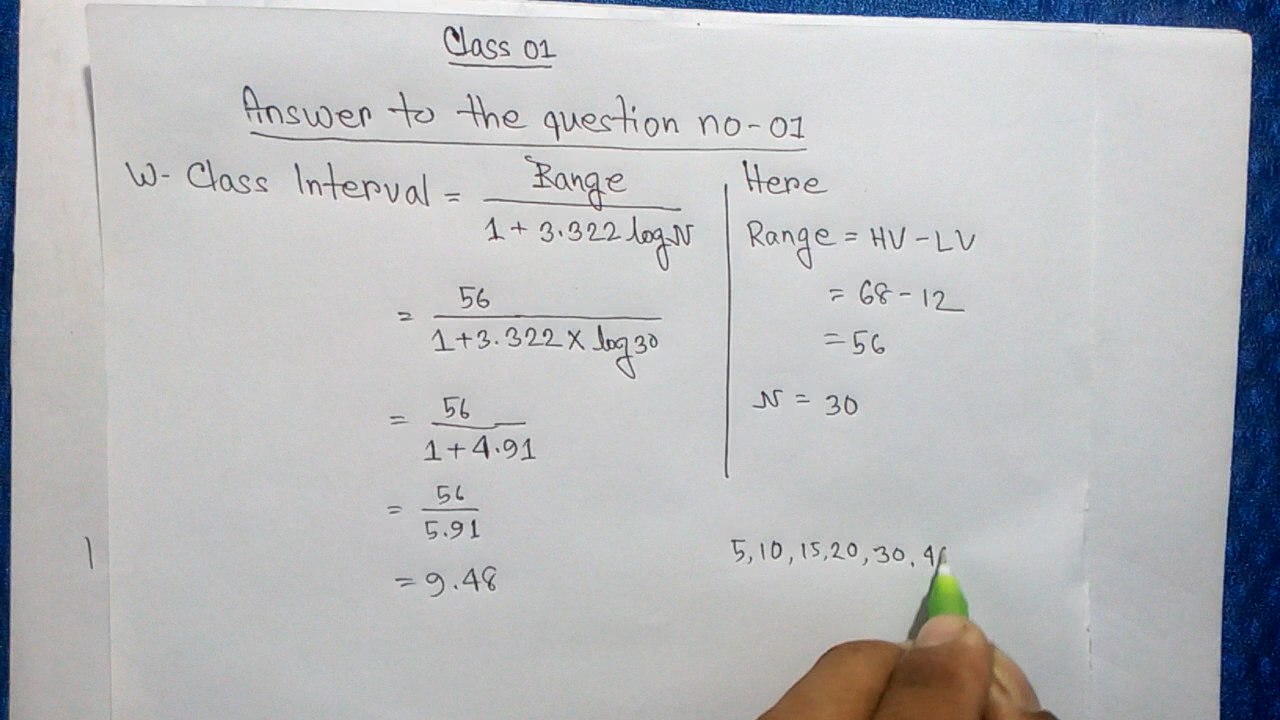 Class 01
Answer to the question no-01
W- Class Interval = Range / 1 + 3.322 log N
= 56 / 1+3.322 × log 30
= 56 / 1+4.91
= 56 / 5.91
= 9.48
Here
Range = HV - LV
= 68 - 12
= 56
N = 30
5, 10, 15, 20, 30, 4